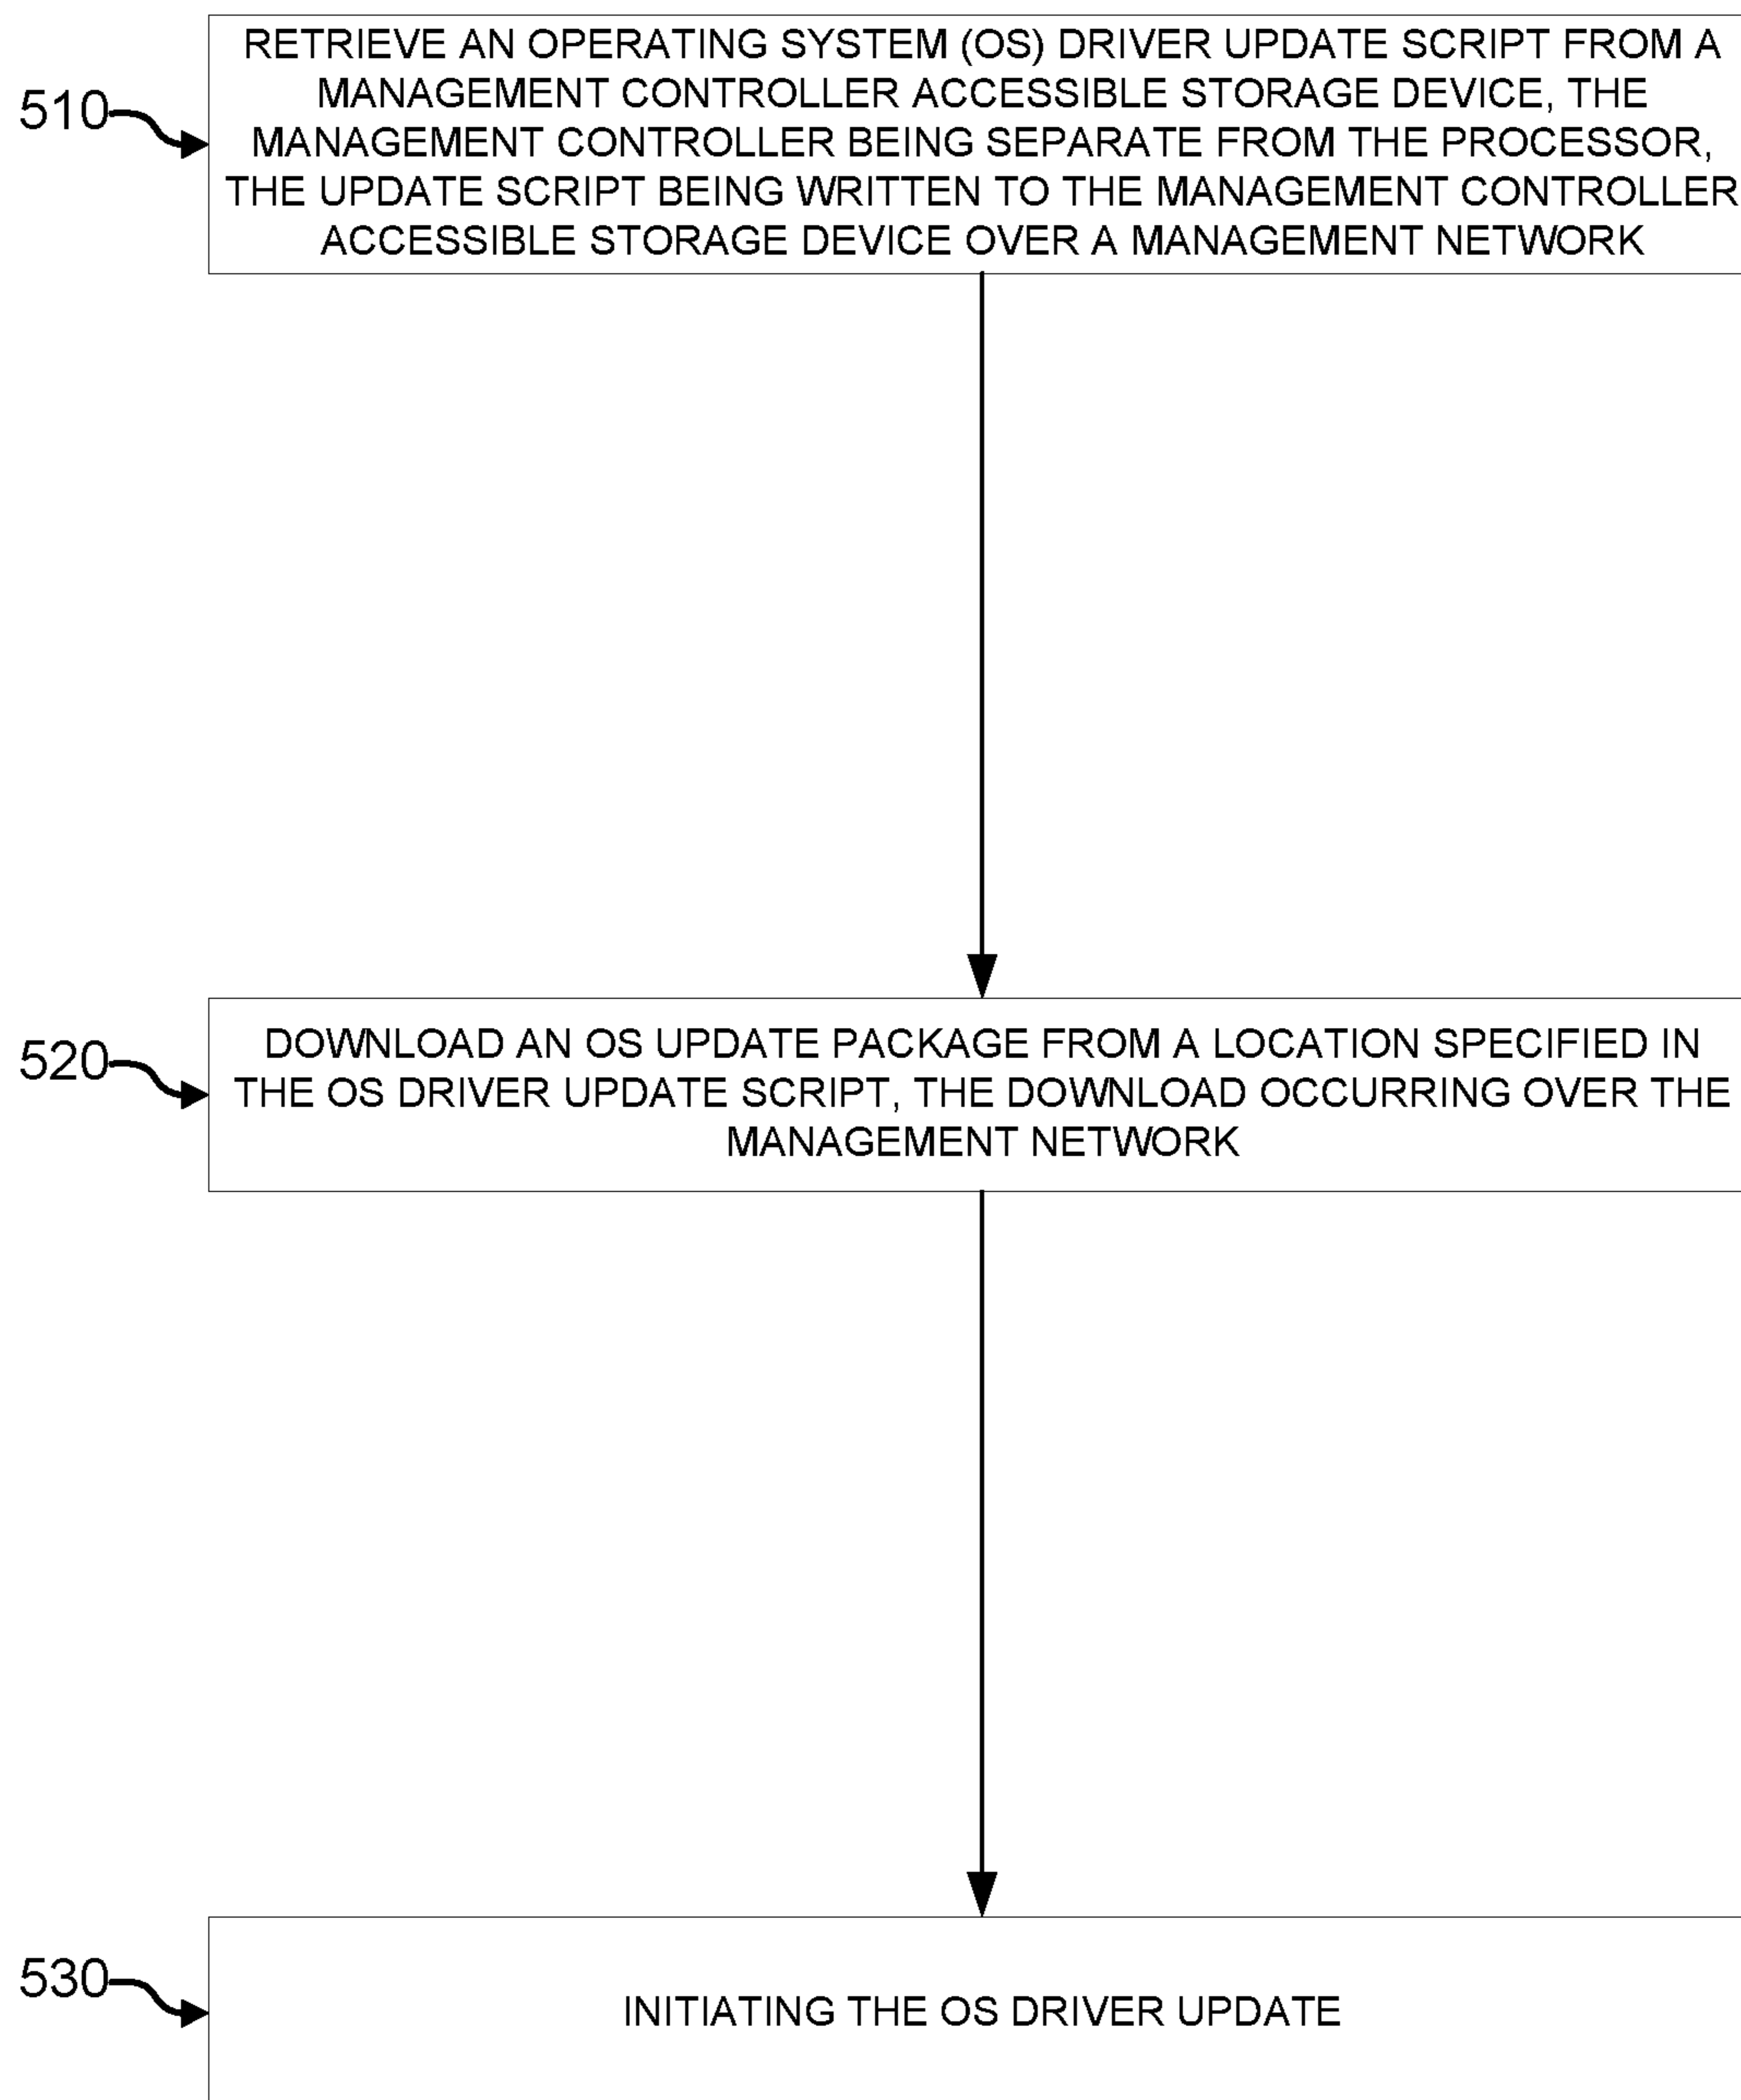 510
RETRIEVE AN OPERATING SYSTEM (OS) DRIVER UPDATE SCRIPT FROM A
MANAGEMENT CONTROLLER ACCESSIBLE STORAGE DEVICE, THE
MANAGEMENT CONTROLLER BEING SEPARATE FROM THE PROCESSOR,
THE UPDATE SCRIPT BEING WRITTEN TO THE MANAGEMENT CONTROLLER
ACCESSIBLE STORAGE DEVICE OVER A MANAGEMENT NETWORK
520
DOWNLOAD AN OS UPDATE PACKAGE FROM A LOCATION SPECIFIED IN
THE OS DRIVER UPDATE SCRIPT, THE DOWNLOAD OCCURRING OVER THE
MANAGEMENT NETWORK
530
INITIATING THE OS DRIVER UPDATE